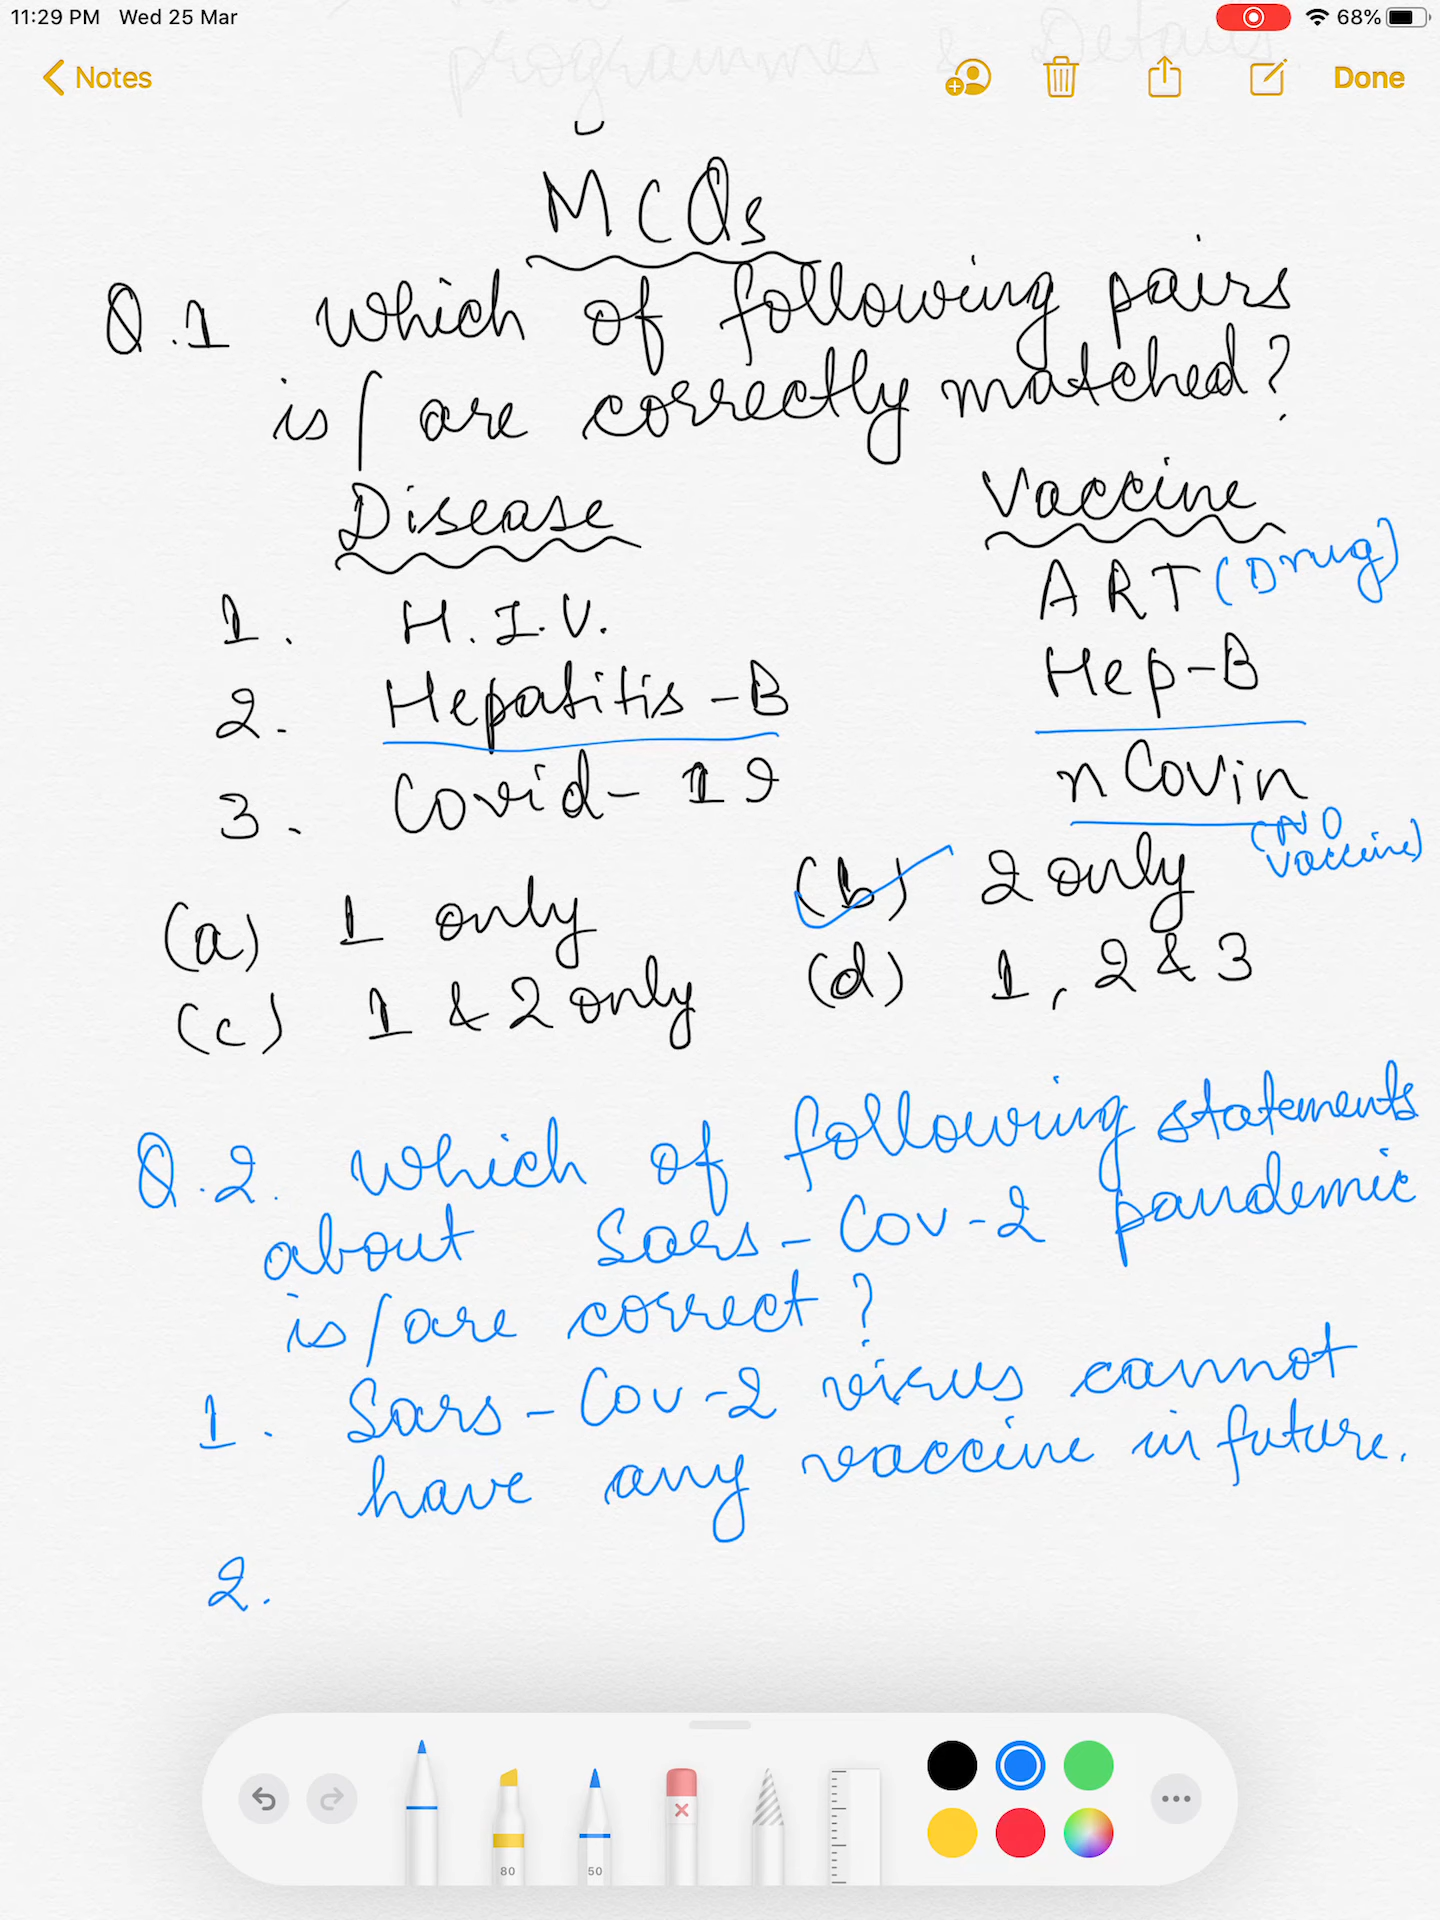 11:29 PM Wed 25 Mar 68%
programmes & Details
Notes Done
MCQs
Q.1 which of following pairs
is/are correctly matched?
Disease Vaccine
1. H.I.V. ART (Drug)
2. Hepatitis-B Hep-B
3. Covid-19 nCovin
(NO
vaccine)
(a) 1 only (b) 2 only
(c) 1 & 2 only (d) 1, 2 & 3
Q.2. which of following statements
about Sars-Cov-2 pandemic
is/are correct?
1. Sars-Cov-2 virus cannot
have any vaccine in future.
2.
80 50